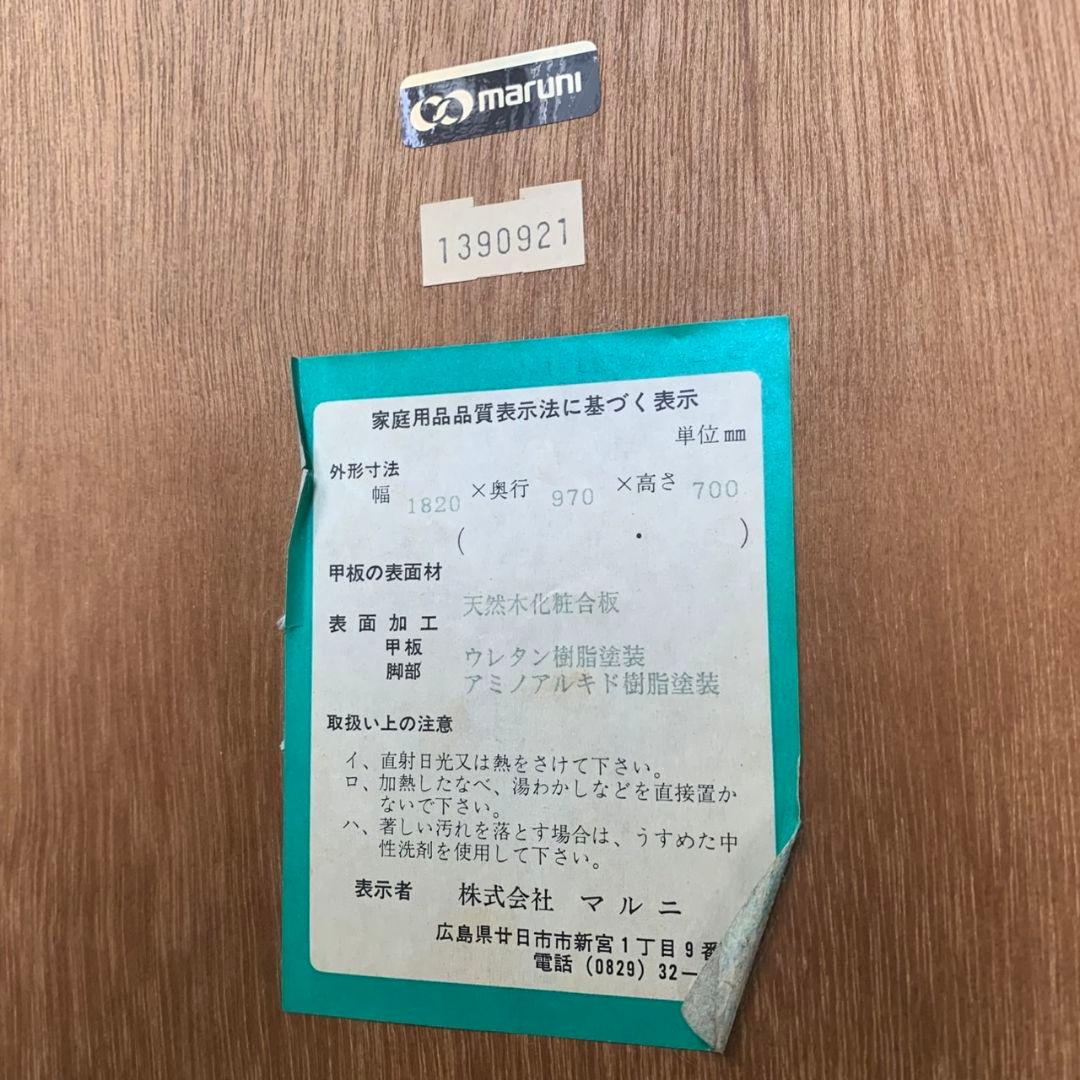 maruni
1390921
家庭用品品質表示法に基づく表示
単位㎜
外形寸法
幅 1820 ×奥行 970 ×高さ 700
( ・ )
甲板の表面材
天然木化粧合板
表面加工
甲板 ウレタン樹脂塗装
脚部 アミノアルキド樹脂塗装
取扱い上の注意
イ、直射日光又は熱をさけて下さい。
ロ、加熱したなべ、湯わかしなどを直接置か
ないで下さい。
ハ、著しい汚れを落とす場合は、うすめた中
性洗剤を使用して下さい。
表示者 株式会社 マルニ
広島県廿日市市新宮1丁目9番
電話 (0829) 32―